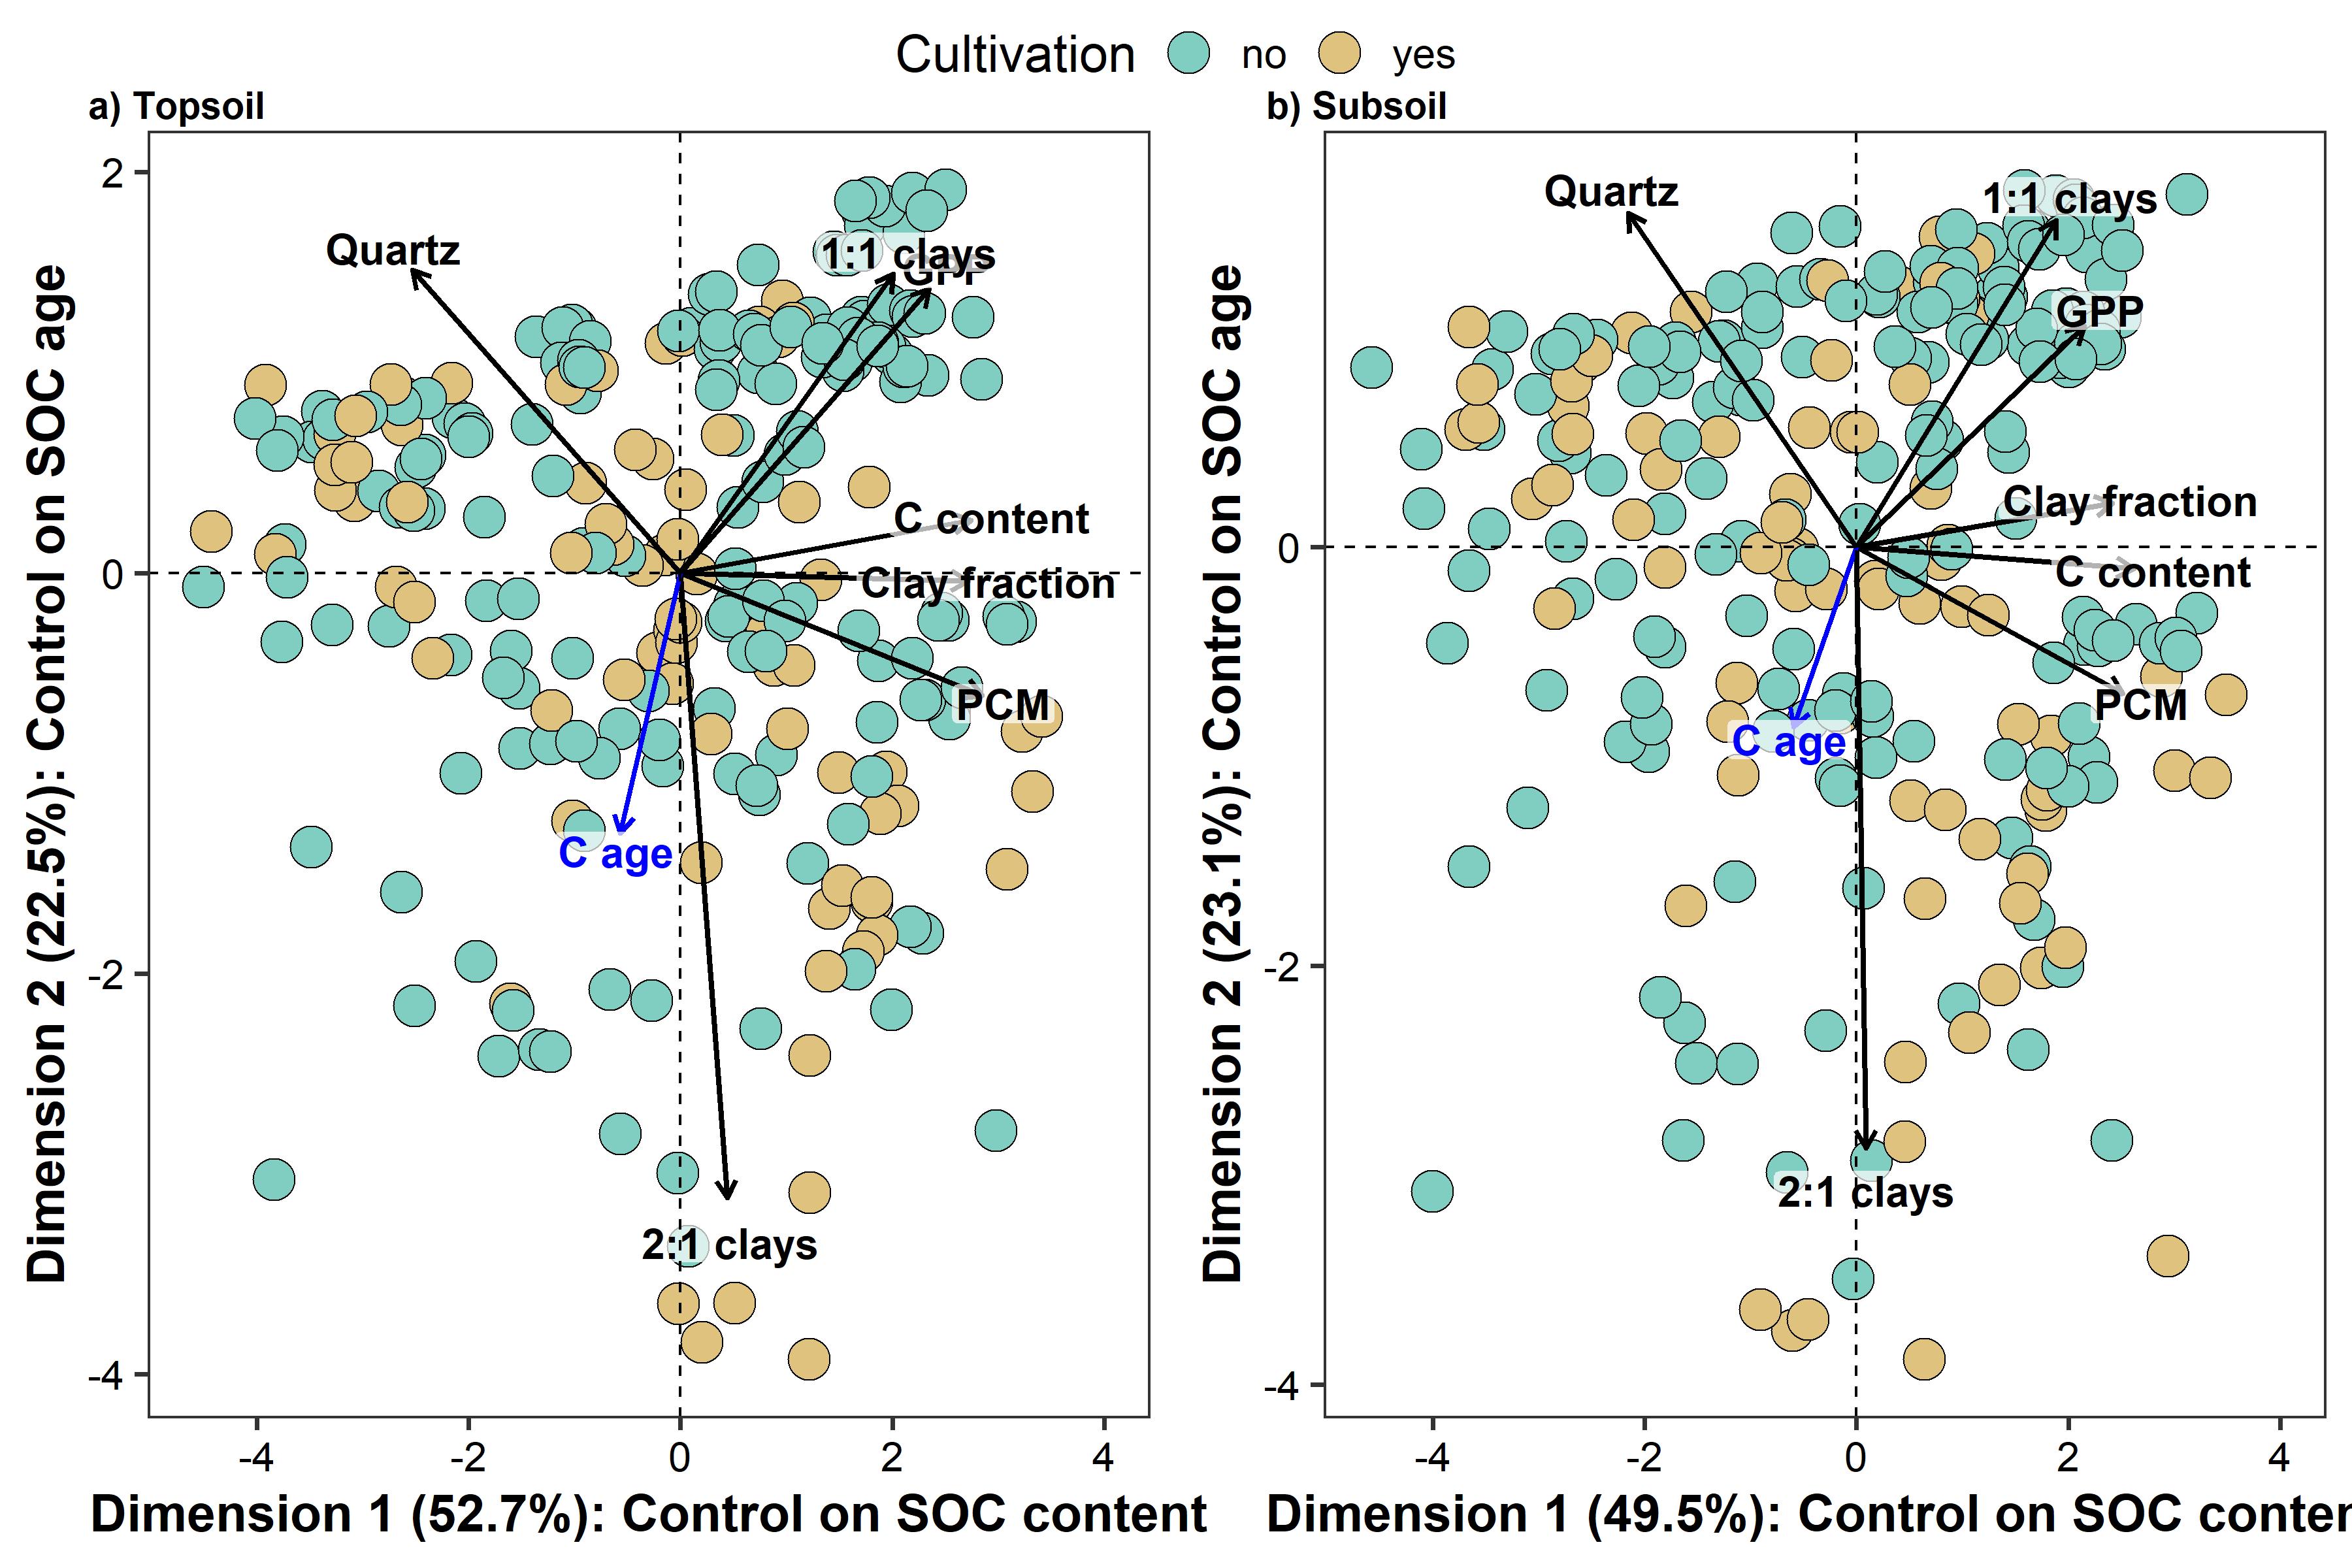 Cultivation no yes
a) Topsoil
b) Subsoil
Dimension 2 (22.5%): Control on SOC age
2
0
-2
-4
Quartz
1:1 clays
GPP
C content
Clay fraction
PCM
C age
2:1 clays
-4 -2 0 2 4
Dimension 1 (52.7%): Control on SOC content
Dimension 2 (23.1%): Control on SOC age
0
-2
-4
Quartz
1:1 clays
GPP
Clay fraction
C content
PCM
C age
2:1 clays
-4 -2 0 2 4
Dimension 1 (49.5%): Control on SOC conten